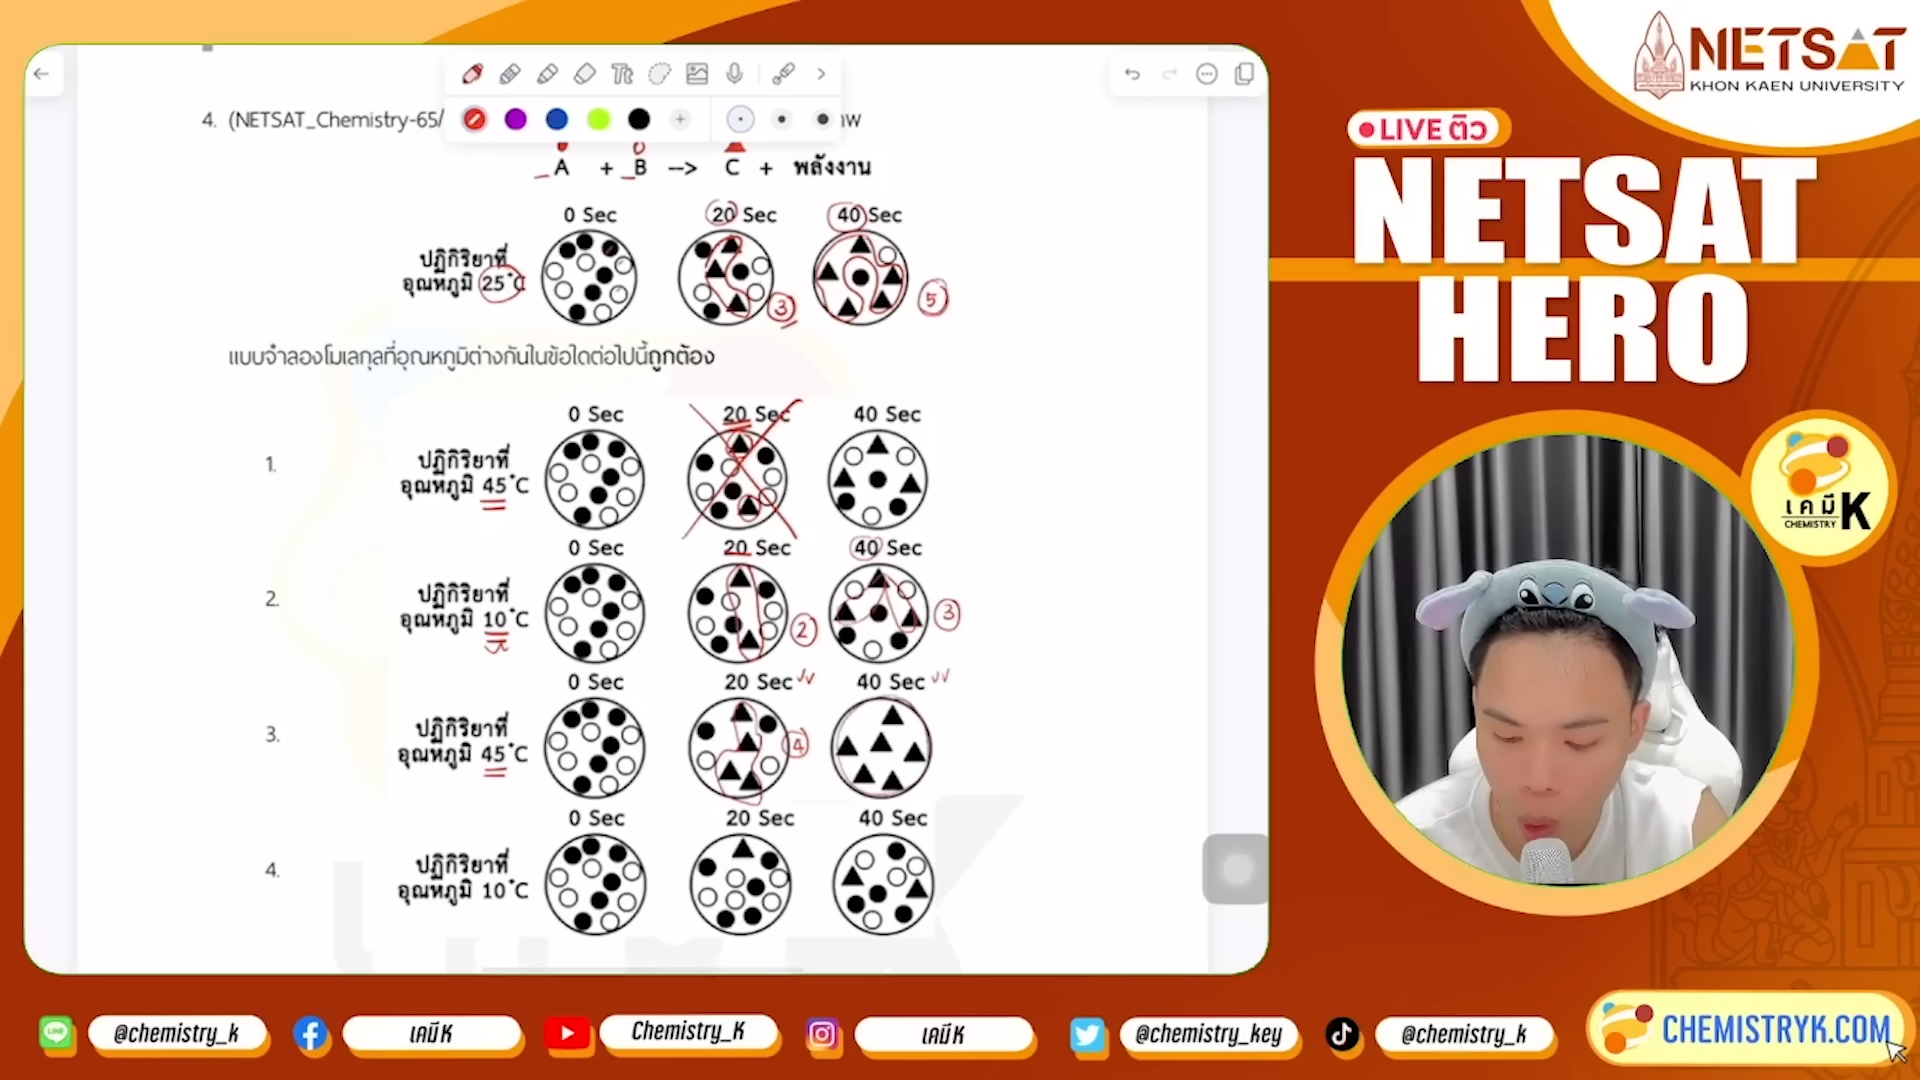 4. (NETSAT_Chemistry-65/
A + B --> C + พลังงาน
0 Sec 20 Sec 40 Sec
ปฏิกิริยาที่
อุณหภูมิ 25°C
3 5
แบบจำลองโมเลกุลที่อุณหภูมิต่างกันในข้อใดต่อไปนี้ถูกต้อง
0 Sec 20 Sec 40 Sec
1. ปฏิกิริยาที่
อุณหภูมิ 45°C
0 Sec 20 Sec 40 Sec
2. ปฏิกิริยาที่
อุณหภูมิ 10°C
2 3
0 Sec 20 Sec 40 Sec
3. ปฏิกิริยาที่
อุณหภูมิ 45°C
4
0 Sec 20 Sec 40 Sec
4. ปฏิกิริยาที่
อุณหภูมิ 10°C
NETSAT
KHON KAEN UNIVERSITY
LIVE ติว
NETSAT
HERO
เคมี K
CHEMISTRY
@chemistry_k
เคมี K
Chemistry_K
เคมี K
@chemistry_key
@chemistry_k
CHEMISTRYK.COM